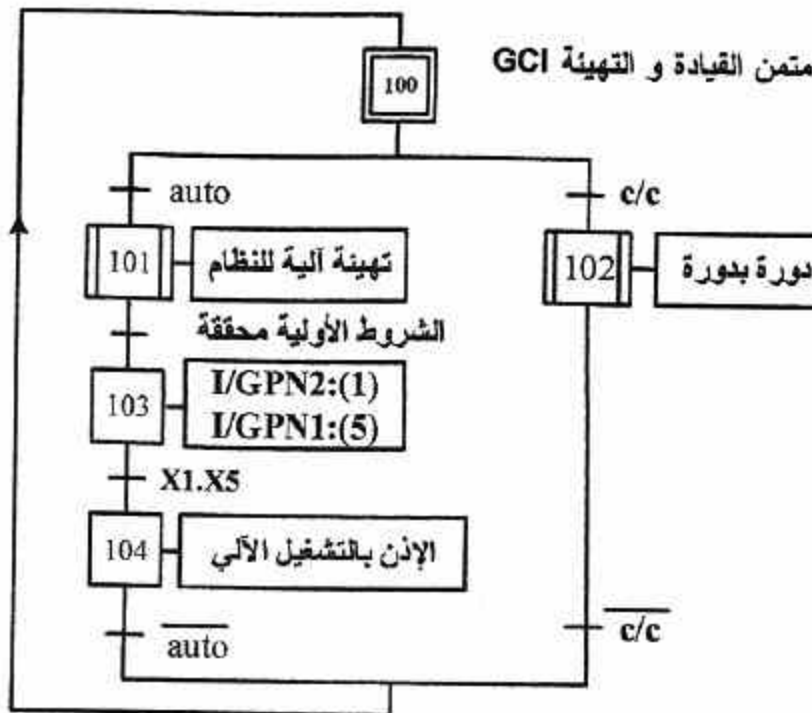 متمن القيادة و التهيئة GCI
100
auto
c/c
101
تهيئة آلية للنظام
102
دورة بدورة
الشروط الأولية محققة
103
I/GPN2:(1)
I/GPN1:(5)
X1.X5
104
الإذن بالتشغيل الآلي
a̅u̅t̅o̅
c̅/̅c̅